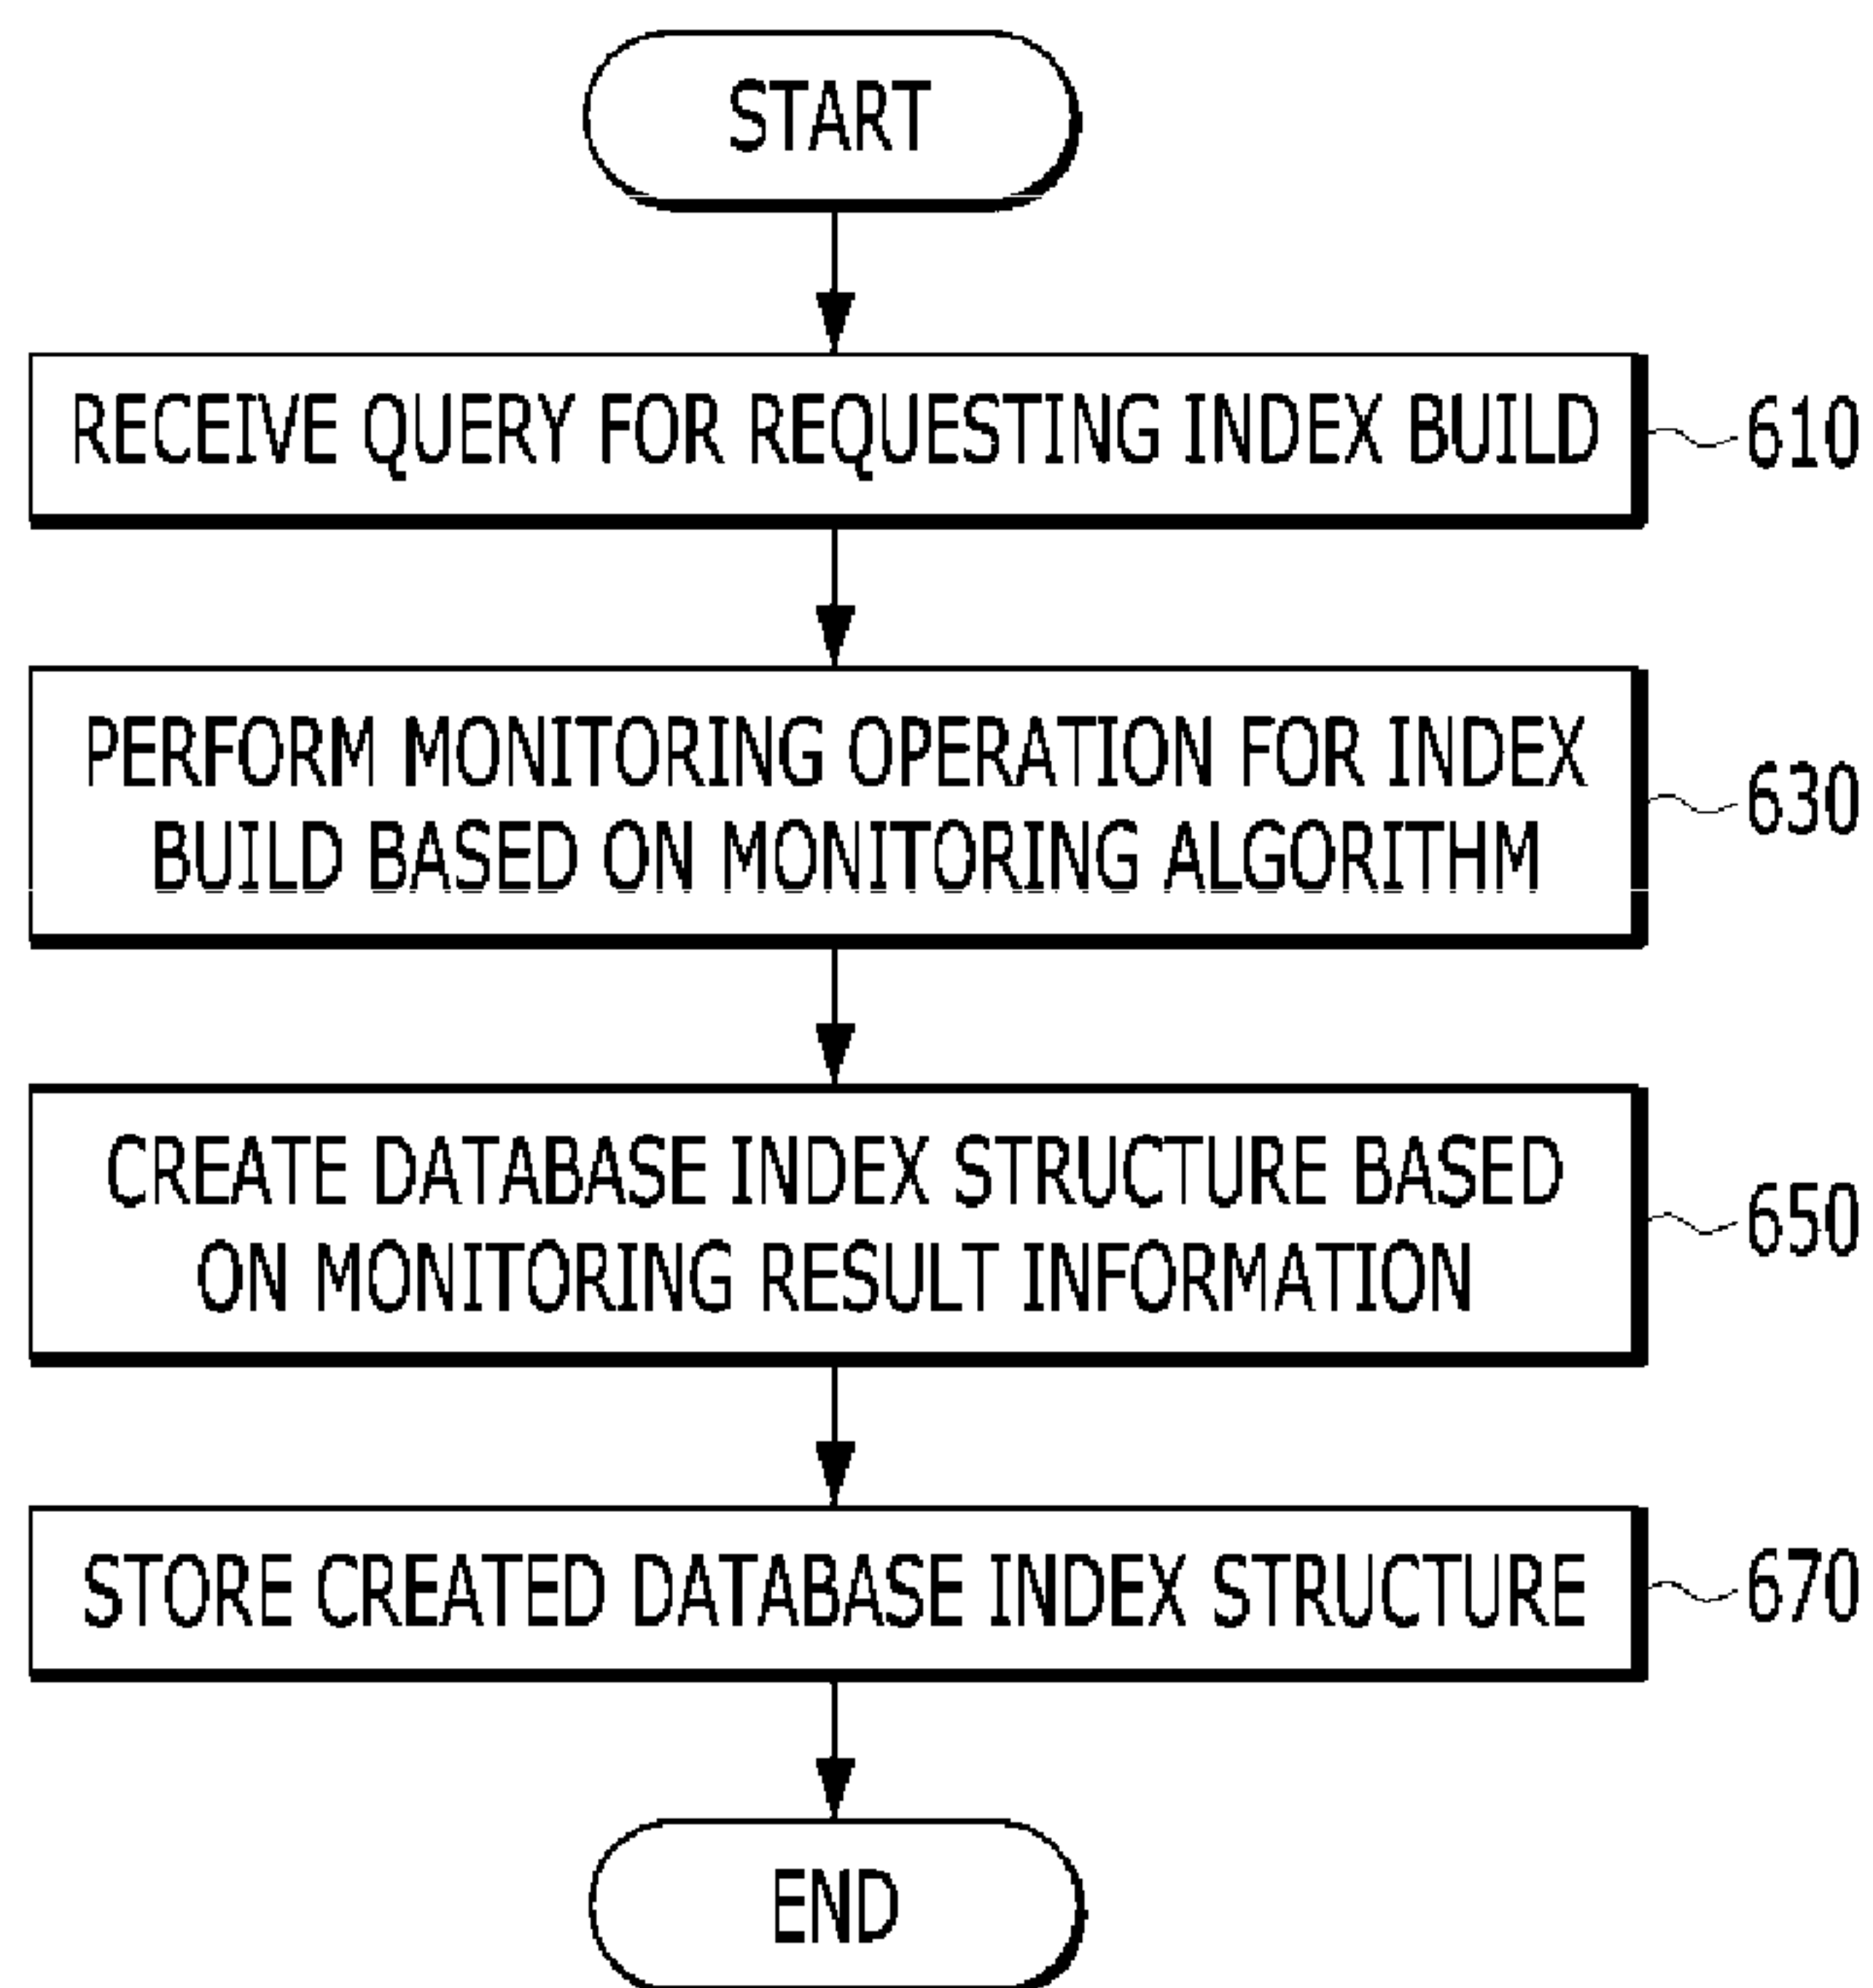 START
RECEIVE QUERY FOR REQUESTING INDEX BUILD
610
PERFORM MONITORING OPERATION FOR INDEX
BUILD BASED ON MONITORING ALGORITHM
630
CREATE DATABASE INDEX STRUCTURE BASED
ON MONITORING RESULT INFORMATION
650
STORE CREATED DATABASE INDEX STRUCTURE
670
END